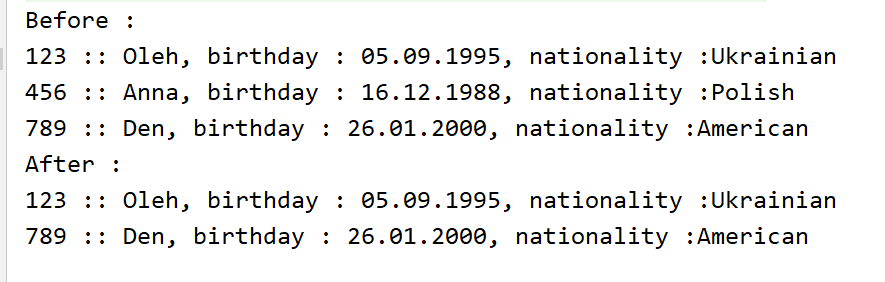 Before :
123 :: Oleh, birthday : 05.09.1995, nationality :Ukrainian
456 :: Anna, birthday : 16.12.1988, nationality :Polish
789 :: Den, birthday : 26.01.2000, nationality :American
After :
123 :: Oleh, birthday : 05.09.1995, nationality :Ukrainian
789 :: Den, birthday : 26.01.2000, nationality :American